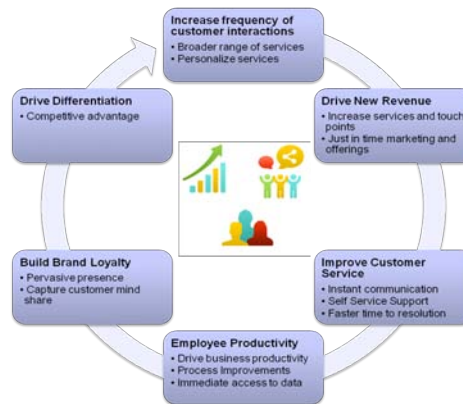 Increase frequency of
customer interactions
• Broader range of services
• Personalize services
Drive New Revenue
• Increase services and touch
points
• Just in time marketing and
offerings
Improve Customer
Service
• Instant communication
• Self Service Support
• Faster time to resolution
Employee Productivity
• Drive business productivity
• Process Improvements
• Immediate access to data
Build Brand Loyalty
• Pervasive presence
• Capture customer mind
share
Drive Differentiation
• Competitive advantage